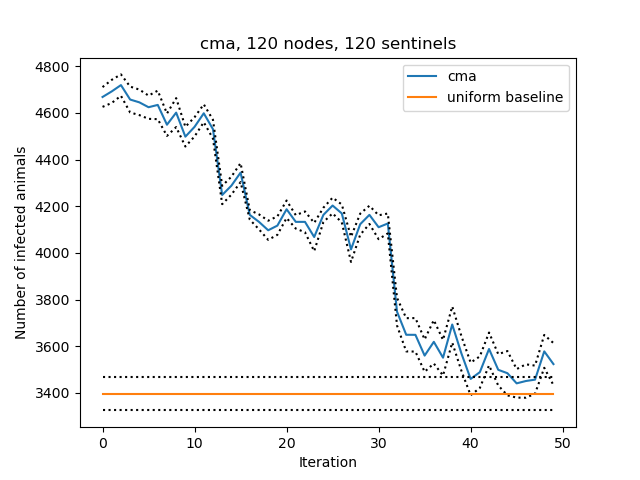 cma, 120 nodes, 120 sentinels
cma
uniform baseline
Number of infected animals
4800
4600
4400
4200
4000
3800
3600
3400
0 10 20 30 40 50
Iteration